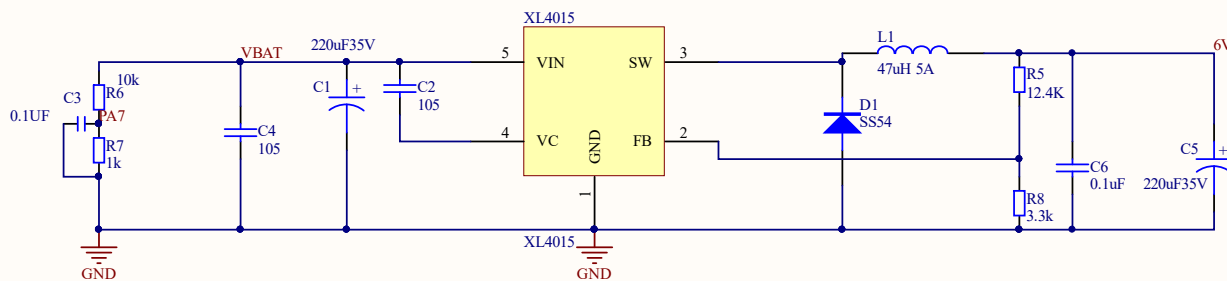 XL4015
VBAT
220uF35V
10k
R6
C3
0.1UF
PA7
R7
1k
C4
105
C1
+
C2
105
5
VIN
4
VC
GND
1
SW
3
FB
2
XL4015
L1
47uH 5A
D1
SS54
R5
12.4K
R8
3.3k
C6
0.1uF
C5
+
220uF35V
6V
GND
GND